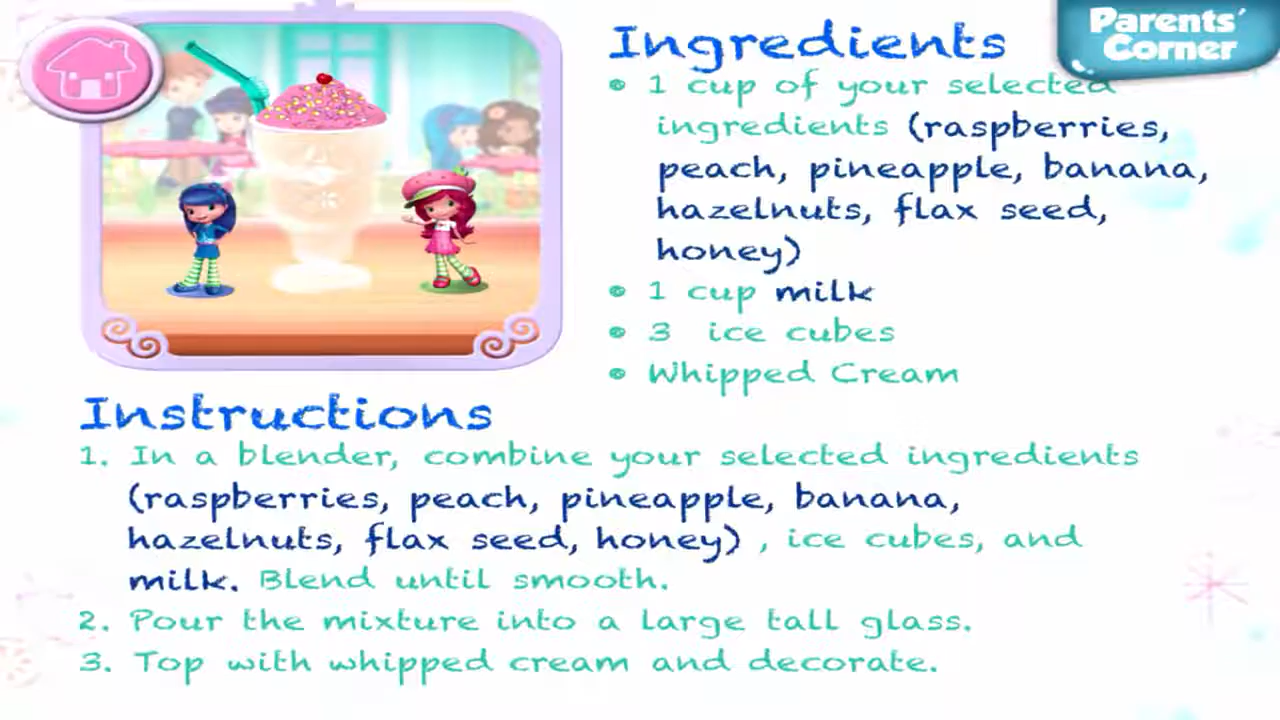 Parents'
Corner
Ingredients
• 1 cup of your selected
ingredients (raspberries,
peach, pineapple, banana,
hazelnuts, flax seed,
honey)
• 1 cup milk
• 3 ice cubes
• Whipped Cream
Instructions
1. In a blender, combine your selected ingredients
(raspberries, peach, pineapple, banana,
hazelnuts, flax seed, honey) , ice cubes, and
milk. Blend until smooth.
2. Pour the mixture into a large tall glass.
3. Top with whipped cream and decorate.